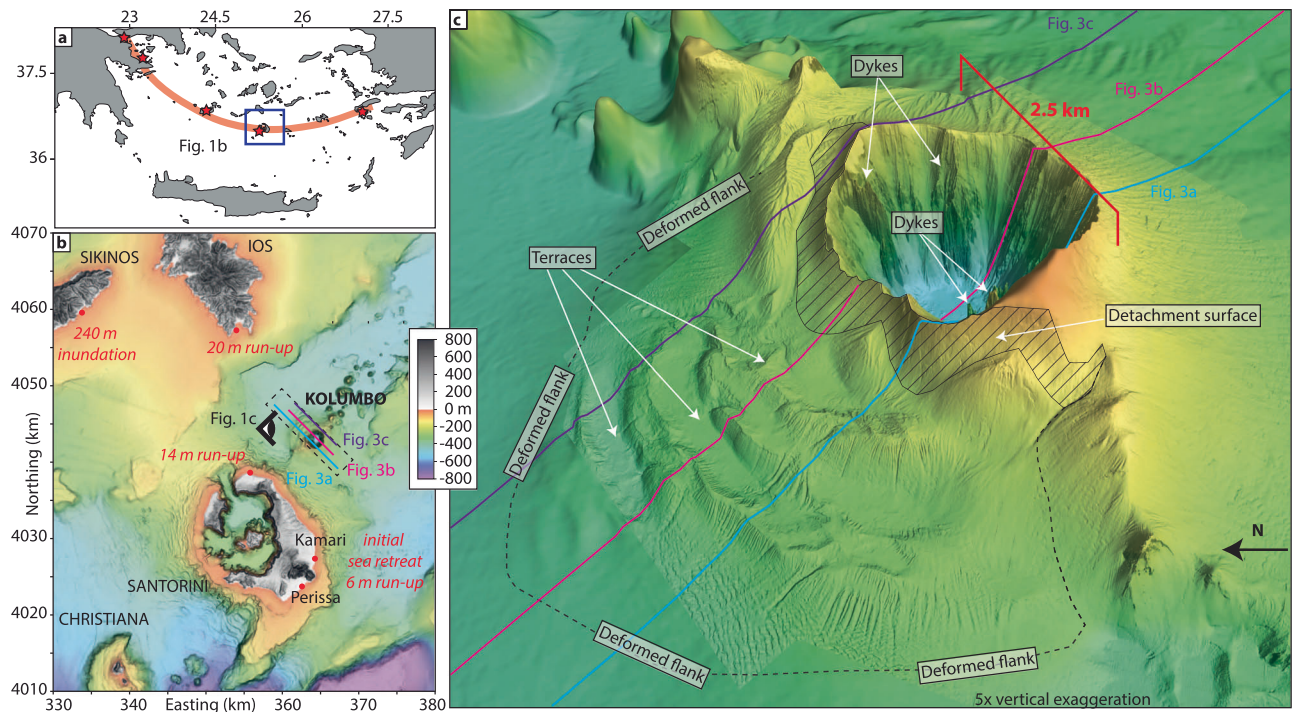 23
24.5
26
27.5
a
37.5
36
Fig. 1b
b
4070
4060
4050
4040
4030
4020
4010
Northing (km)
SIKINOS
IOS
240 m
inundation
20 m run-up
KOLUMBO
Fig. 1c
Fig. 3c
Fig. 3b
Fig. 3a
14 m run-up
Kamari
initial
sea retreat
6 m run-up
SANTORINI
Perissa
CHRISTIANA
330
340
350
360
370
380
Easting (km)
800
600
400
200
0 m
-200
-400
-600
-800
c
Fig. 3c
Dykes
Fig. 3b
2.5 km
Fig. 3a
Deformed flank
Dykes
Terraces
Detachment surface
Deformed flank
N
Deformed flank
Deformed flank
5x vertical exaggeration